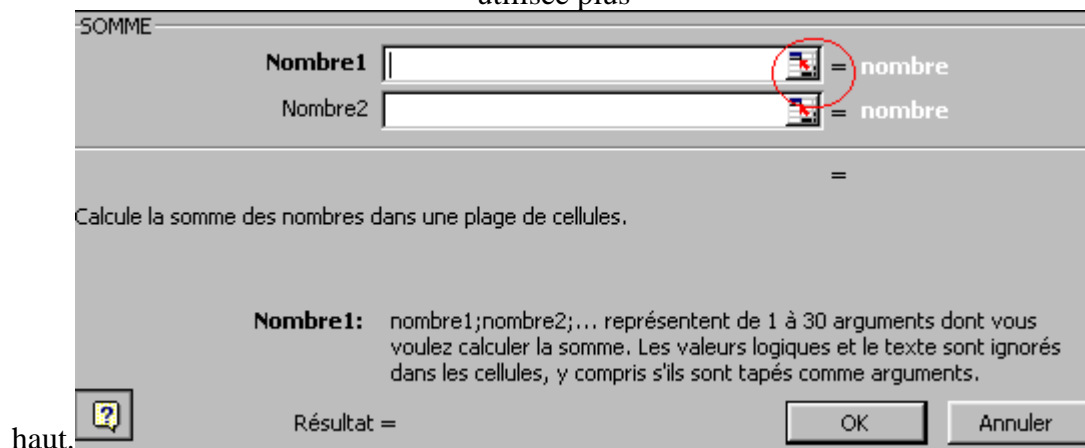 utilisée plus
SOMME
Nombre1 = nombre
Nombre2 = nombre
=
Calcule la somme des nombres dans une plage de cellules.
Nombre1: nombre1;nombre2;... représentent de 1 à 30 arguments dont vous
voulez calculer la somme. Les valeurs logiques et le texte sont ignorés
dans les cellules, y compris s'ils sont tapés comme arguments.
Résultat = OK Annuler
haut.